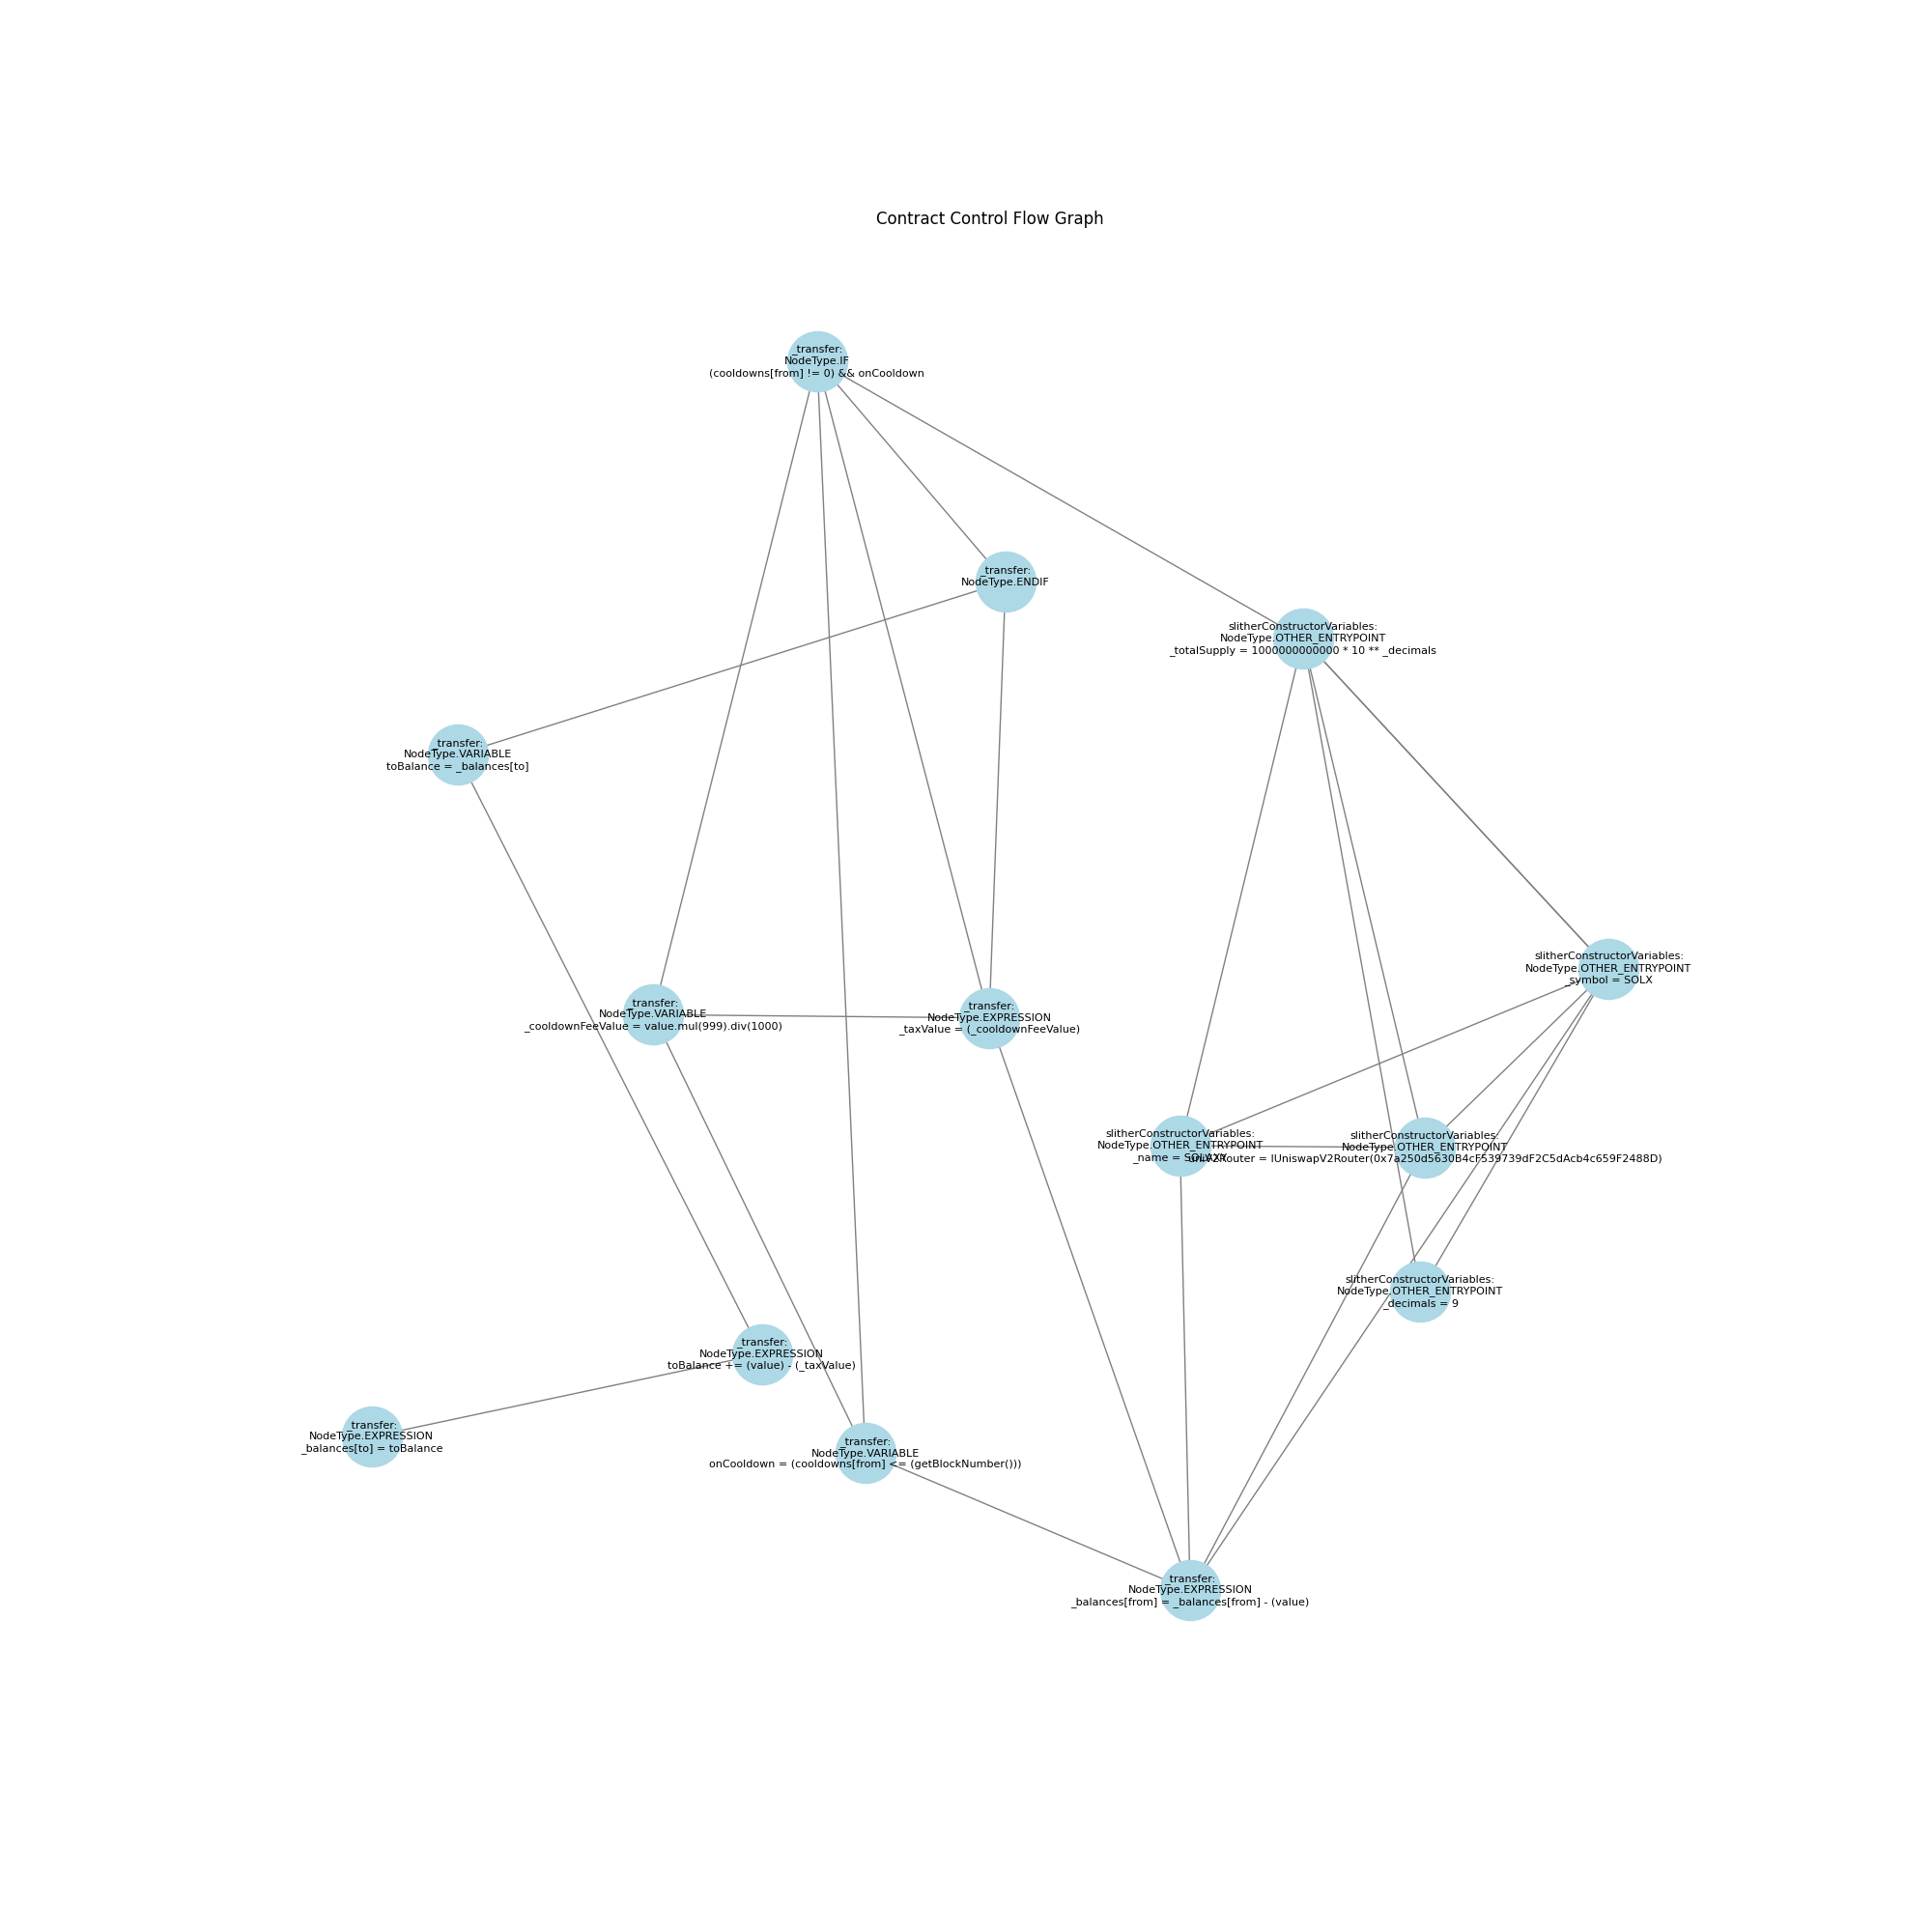 Contract Control Flow Graph
_transfer:
NodeType.IF
(cooldowns[from] != 0) && onCooldown
_transfer:
NodeType.ENDIF
slitherConstructorVariables:
NodeType.OTHER_ENTRYPOINT
_totalSupply = 1000000000000 * 10 ** _decimals
_transfer:
NodeType.VARIABLE
toBalance = _balances[to]
slitherConstructorVariables:
NodeType.OTHER_ENTRYPOINT
_symbol = SOLX
_transfer:
NodeType.VARIABLE
_cooldownFeeValue = value.mul(999).div(1000)
_transfer:
NodeType.EXPRESSION
_taxValue = (_cooldownFeeValue)
slitherConstructorVariables:
NodeType.OTHER_ENTRYPOINT
_name =
slitherConstructorVariables:
NodeType.OTHER_ENTRYPOINT
= IUniswapV2Router(0x7a250d5630B4cF539739dF2C5dAcb4c659F2488D)
slitherConstructorVariables:
NodeType.OTHER_ENTRYPOINT
_decimals = 9
_transfer:
NodeType.EXPRESSION
toBalance += (value) - (_taxValue)
_transfer:
NodeType.EXPRESSION
_balances[to] = toBalance
_transfer:
NodeType.VARIABLE
onCooldown = (cooldowns[from] <= (getBlockNumber()))
_transfer:
NodeType.EXPRESSION
_balances[from] = _balances[from] - (value)